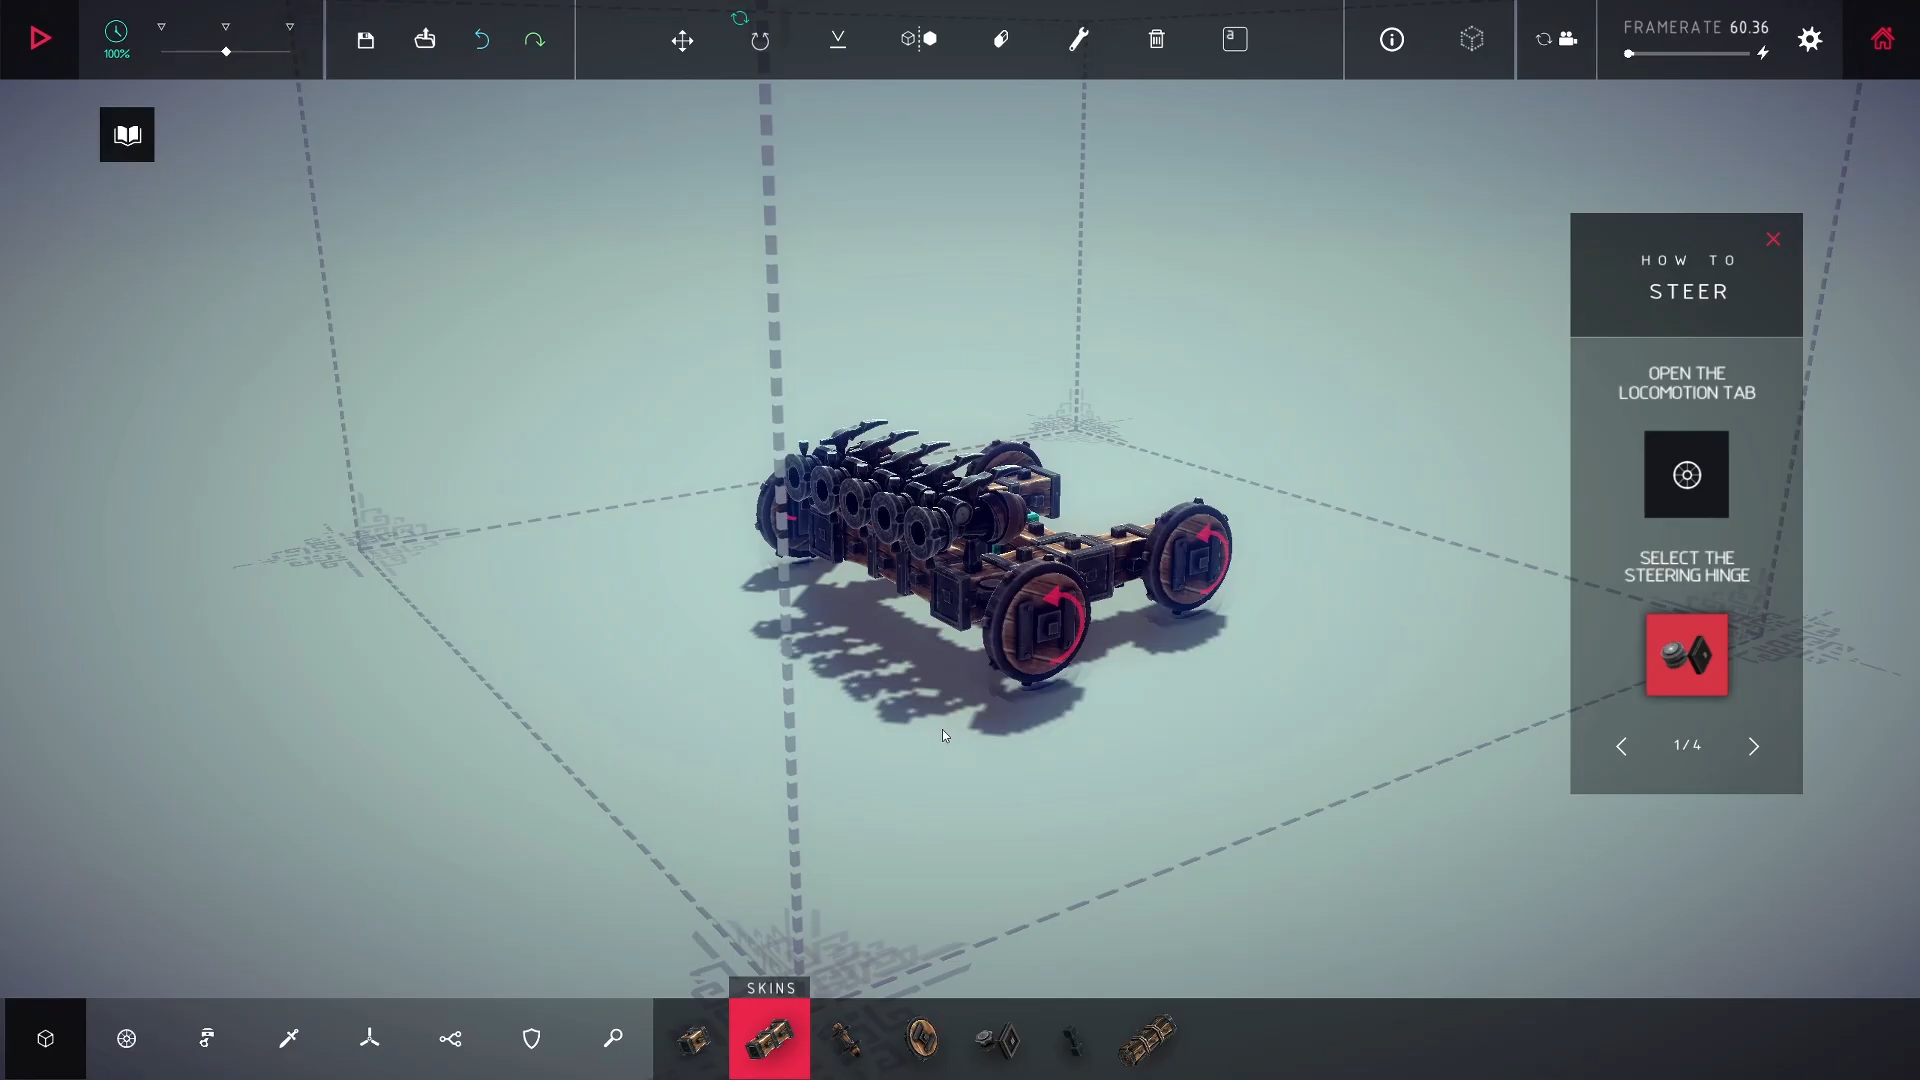 100%
a
FRAMERATE 60.36
HOW TO
STEER
OPEN THE
LOCOMOTION TAB
SELECT THE
STEERING HINGE
1/4
SKINS